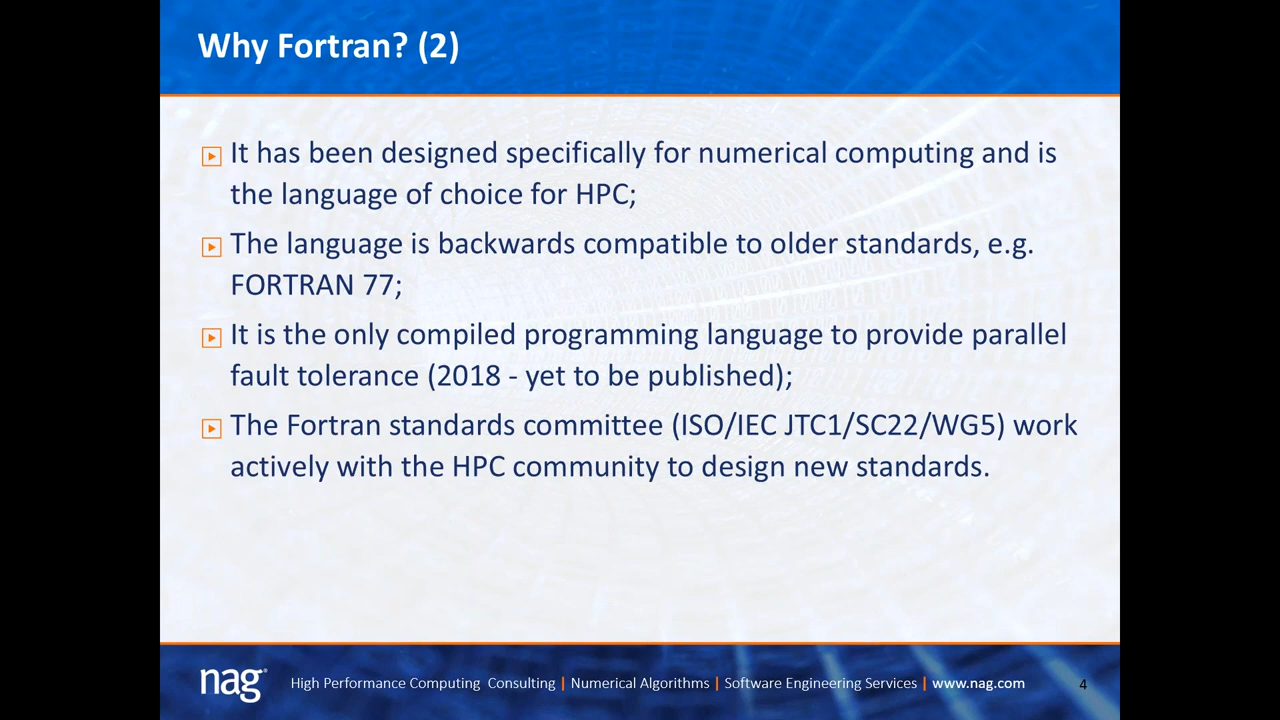 Why Fortran? (2)
It has been designed specifically for numerical computing and is
the language of choice for HPC;
The language is backwards compatible to older standards, e.g.
FORTRAN 77;
It is the only compiled programming language to provide parallel
fault tolerance (2018 - yet to be published);
The Fortran standards committee (ISO/IEC JTC1/SC22/WG5) work
actively with the HPC community to design new standards.
nag® High Performance Computing Consulting | Numerical Algorithms | Software Engineering Services | www.nag.com 4